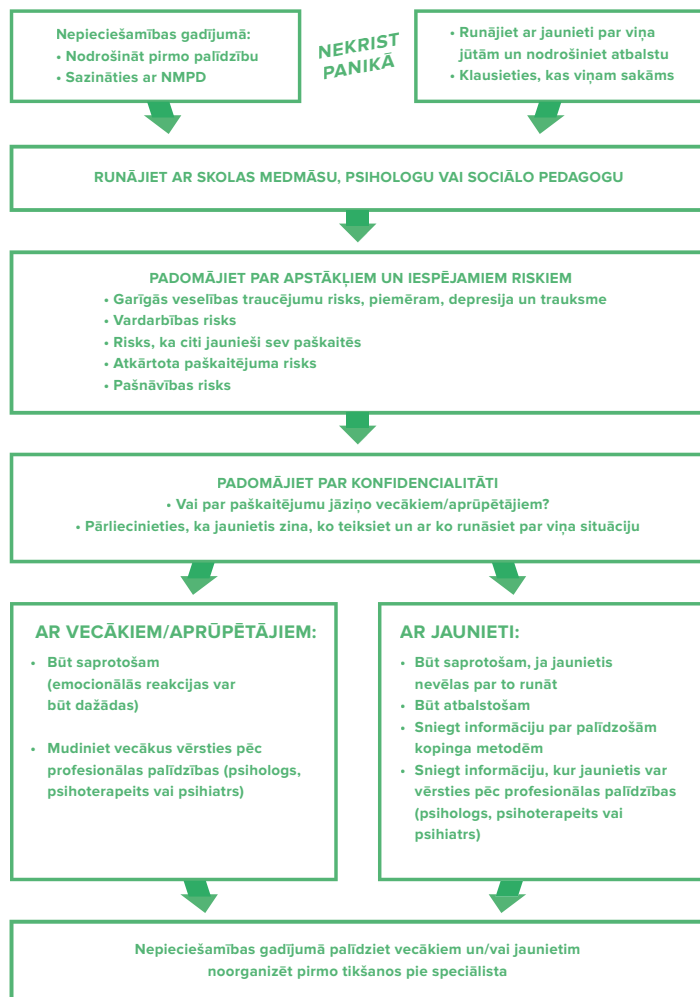 Nepieciešamības gadījumā:
• Nodrošināt pirmo palīdzību
• Sazināties ar NMPD
NEKRIST
PANIKĀ
• Runājiet ar jaunieti par viņa
jūtām un nodrošiniet atbalstu
• Klausieties, kas viņam sakāms
RUNĀJIET AR SKOLAS MEDMĀSU, PSIHOLOGU VAI SOCIĀLO PEDAGOGU
PADOMĀJIET PAR APSTĀKĻIEM UN IESPĒJAMIEM RISKIEM
• Garīgās veselības traucējumu risks, piemēram, depresija un trauksme
• Vardarbības risks
• Risks, ka citi jaunieši sev paškaitēs
• Atkārtota paškaitējuma risks
• Pašnāvības risks
PADOMĀJIET PAR KONFIDENCIALITĀTI
• Vai par paškaitējumu jāziņo vecākiem/aprūpētājiem?
• Pārliecinieties, ka jaunietis zina, ko teiksiet un ar ko runāsiet par viņa situāciju
AR VECĀKIEM/APRŪPĒTĀJIEM:
• Būt saprotošam
(emocionālās reakcijas var
būt dažādas)
• Mudiniet vecākus vērsties pēc
profesionālas palīdzības (psihologs,
psihoterapeits vai psihiatrs)
AR JAUNIETI:
• Būt saprotošam, ja jaunietis
nevēlas par to runāt
• Būt atbalstošam
• Sniegt informāciju par palīdzošām
kopinga metodēm
• Sniegt informāciju, kur jaunietis var
vērsties pēc profesionālas palīdzības
(psihologs, psihoterapeits vai
psihiatrs)
Nepieciešamības gadījumā palīdziet vecākiem un/vai jaunietim
noorganizēt pirmo tikšanos pie speciālista